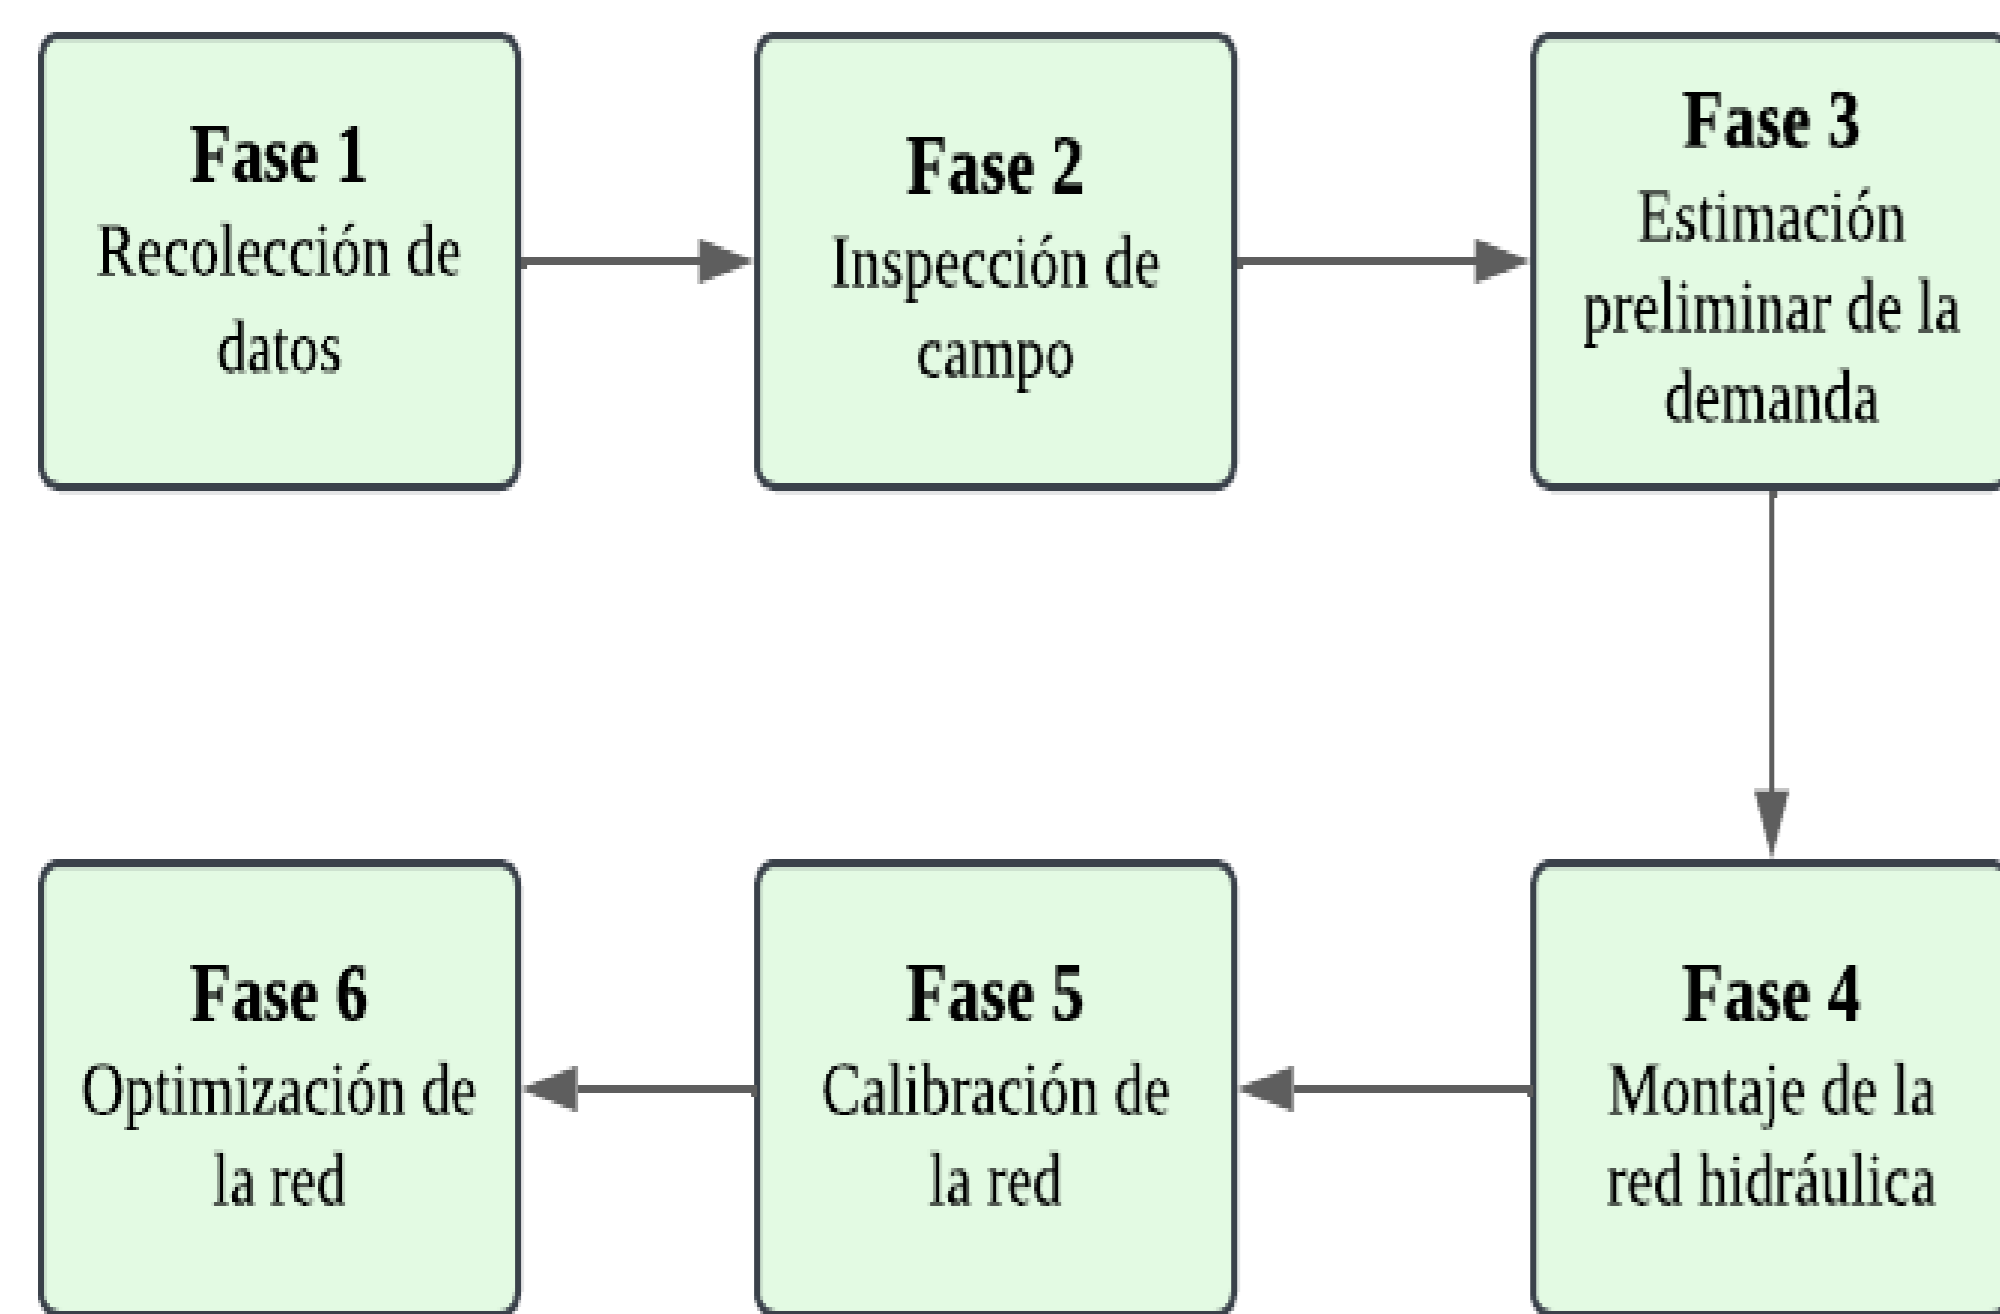 Fase 1
Recolección de
datos
Fase 2
Inspección de
campo
Fase 3
Estimación
preliminar de la
demanda
Fase 4
Montaje de la
red hidráulica
Fase 5
Calibración de
la red
Fase 6
Optimización de
la red